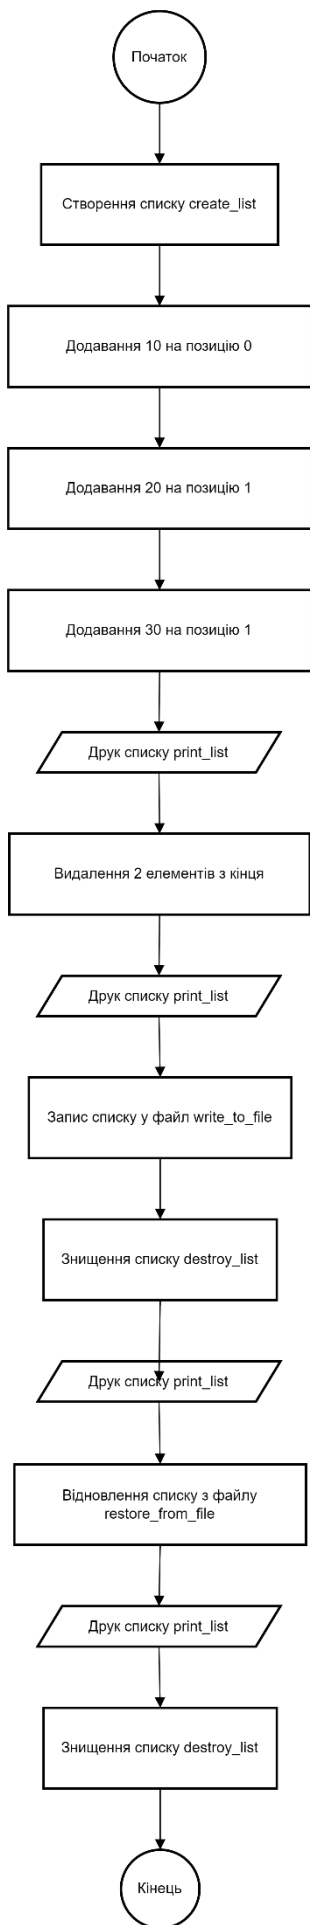 Початок
Створення списку create_list
Додавання 10 на позицію 0
Додавання 20 на позицію 1
Додавання 30 на позицію 1
Друк списку print_list
Видалення 2 елементів з кінця
Друк списку print_list
Запис списку у файл write_to_file
Знищення списку destroy_list
Друк списку print_list
Відновлення списку з файлу
restore_from_file
Друк списку print_list
Знищення списку destroy_list
Кінець